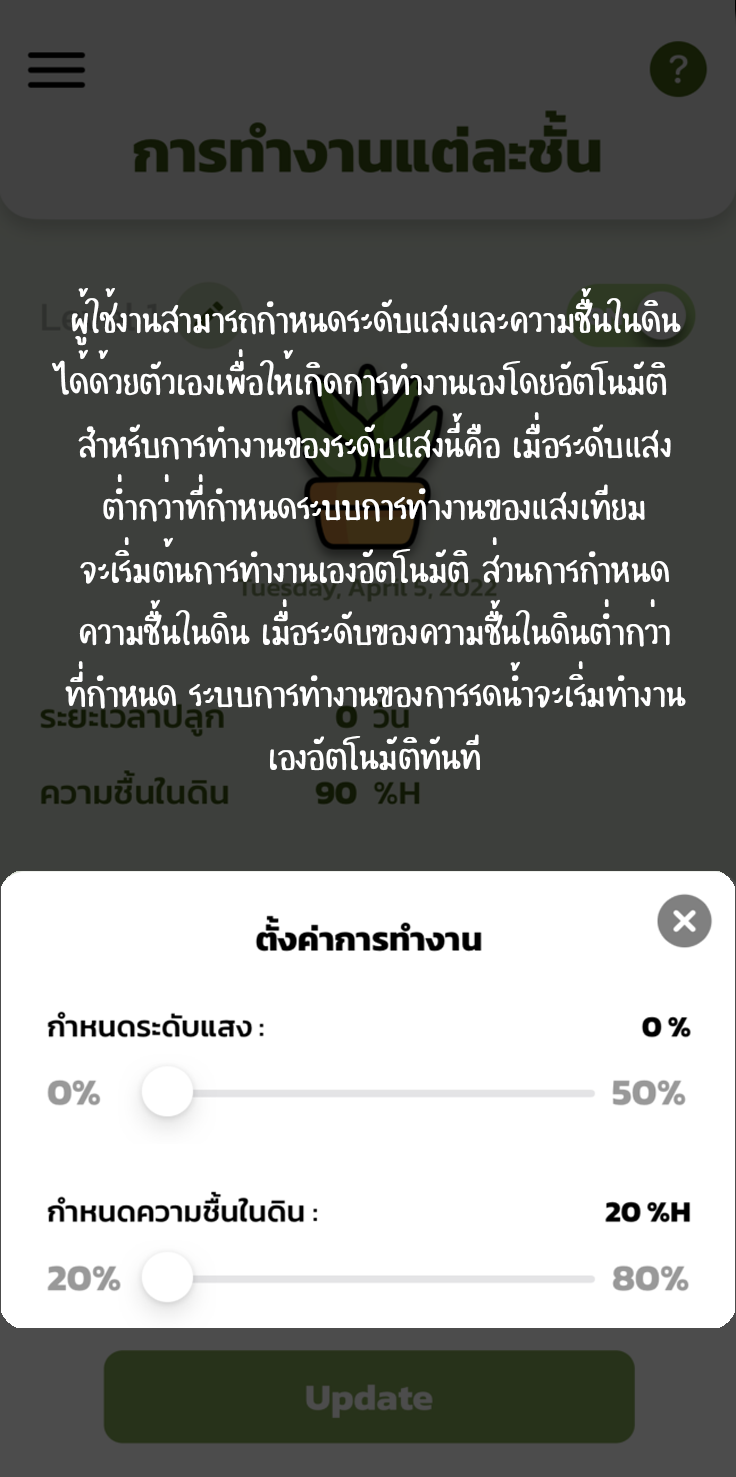 ?
การทำงานแต่ละชั้น
ผู้ใช้งานสามารถกำหนดระดับแสงและความชื้นในดิน
ได้ด้วยตัวเองเพื่อให้เกิดการทำงานเองโดยอัตโนมัติ
สำหรับการทำงานของระดับแสงนี้คือ เมื่อระดับแสง
ต่ำกว่าที่กำหนดระบบการทำงานของแสงเทียม
จะเริ่มต้นการทำงานเองอัตโนมัติ ส่วนการกำหนด
Tuesday, April 5, 2022
ความชื้นในดิน เมื่อระดับของความชื้นในดินต่ำกว่า
ที่กำหนด ระบบการทำงานของการรดน้ำจะเริ่มทำงาน
ระยะเวลาปลูก 0 วัน
เองอัตโนมัติทันที
ความชื้นในดิน 90 %H
ตั้งค่าการทำงาน
กำหนดระดับแสง : 0 %
0% 50%
กำหนดความชื้นในดิน : 20 %H
20% 80%
Update